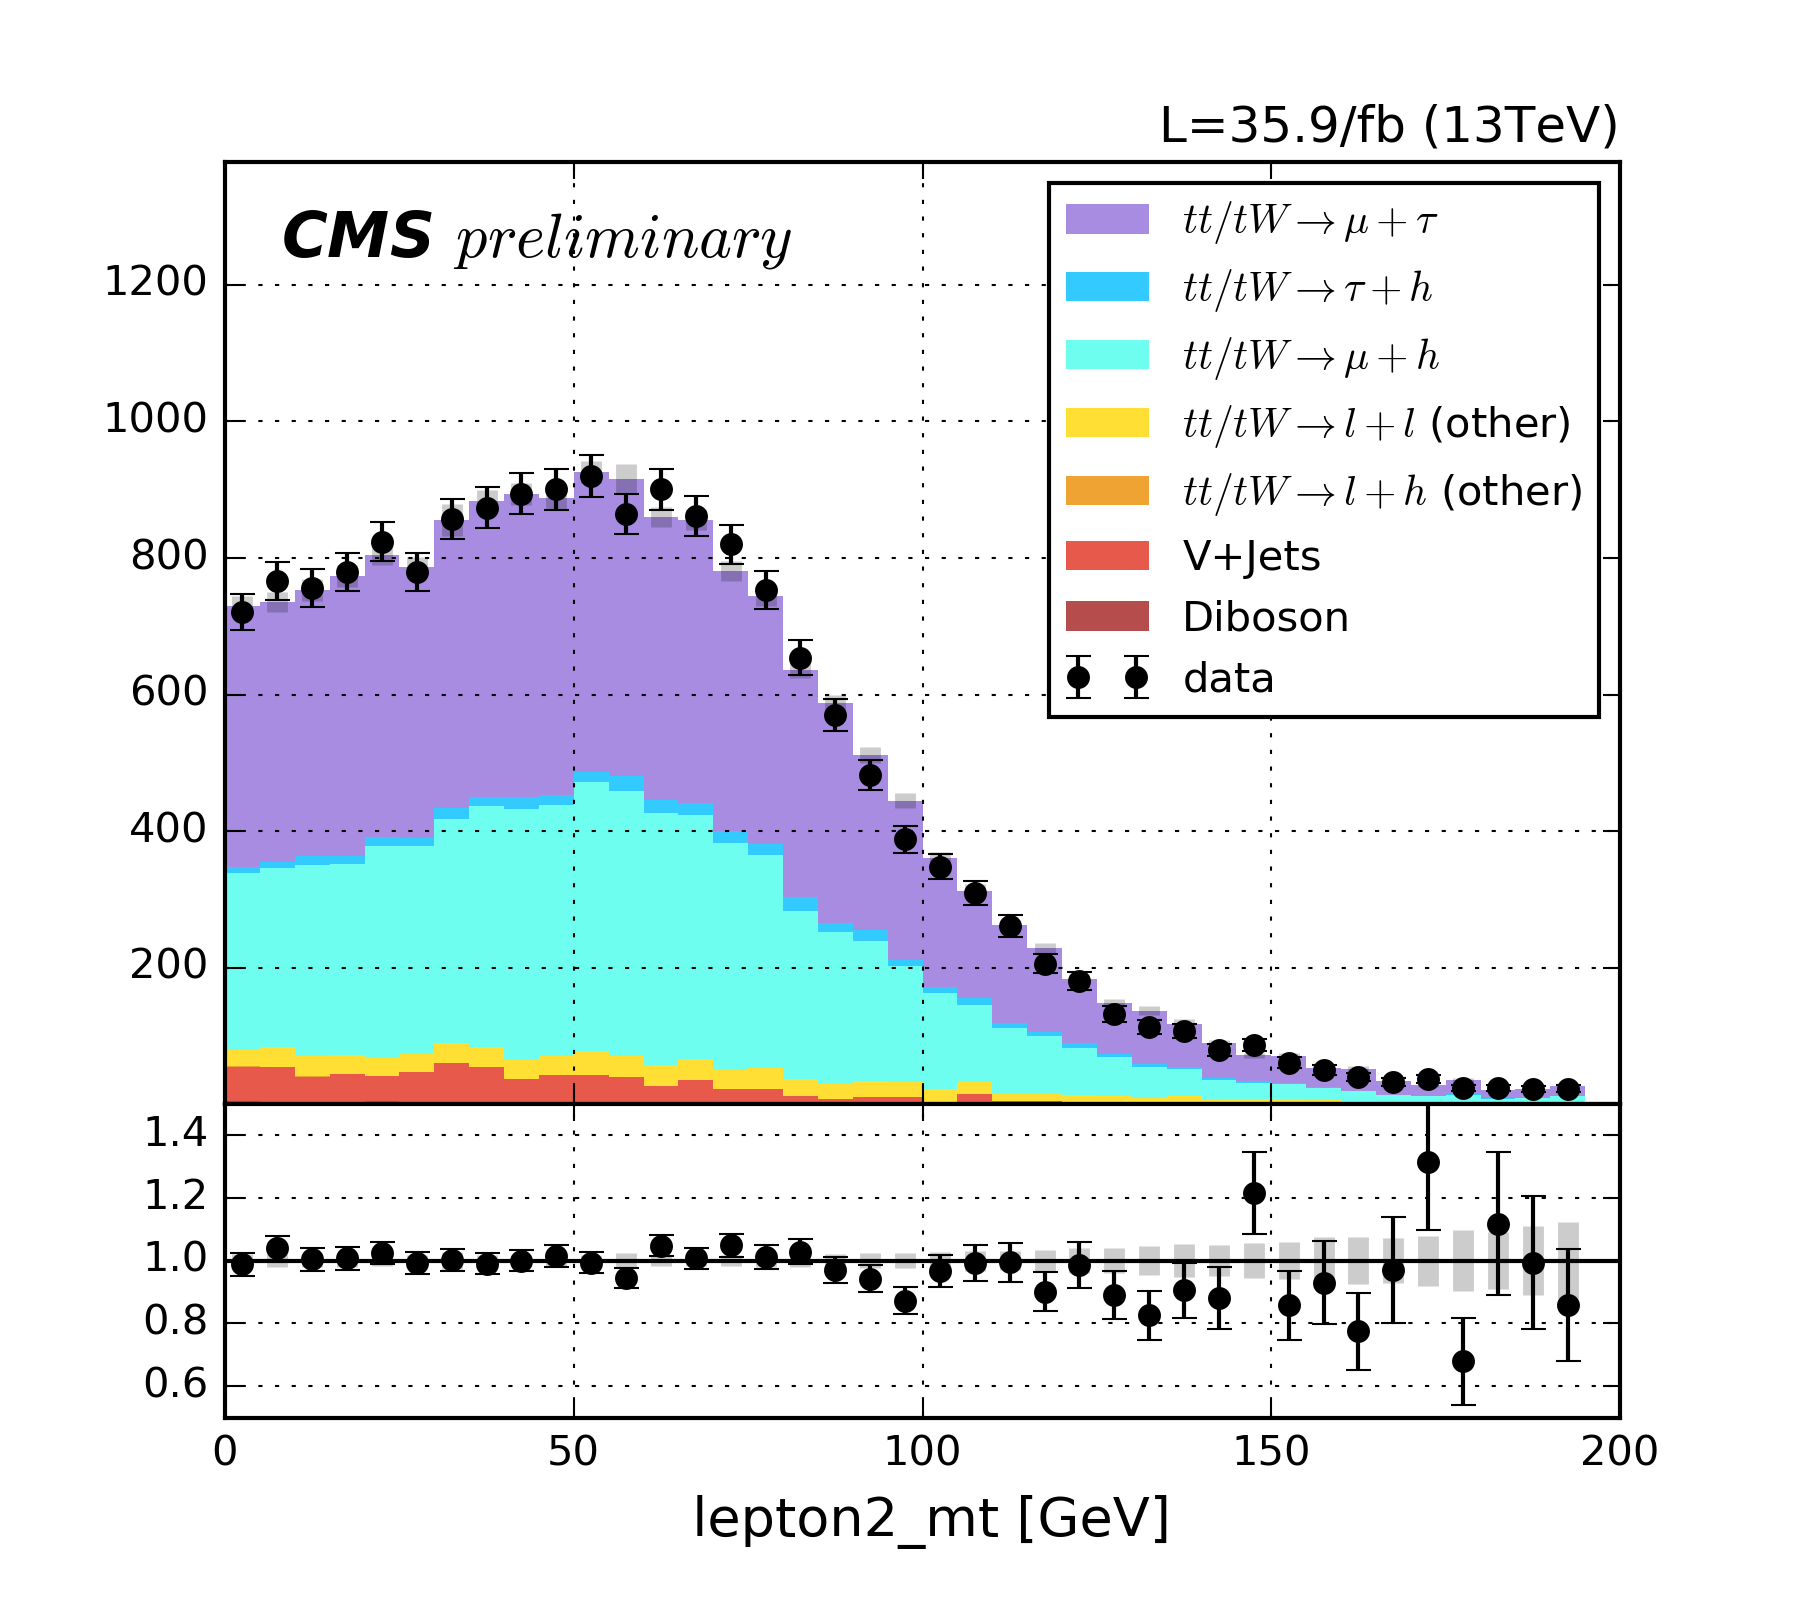 L=35.9/fb (13TeV)
CMS preliminary
tt/tW → μ + τ
tt/tW → τ + h
tt/tW → μ + h
tt/tW → l + l (other)
tt/tW → l + h (other)
V+Jets
Diboson
data
1200
1000
800
600
400
200
1.4
1.2
1.0
0.8
0.6
0 50 100 150 200
lepton2_mt [GeV]